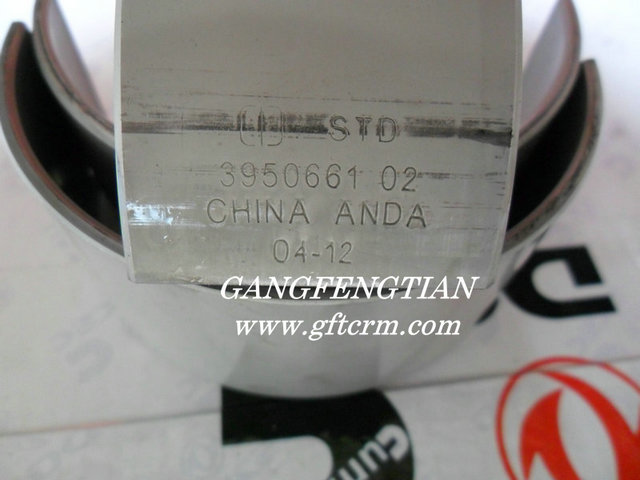 STD
3950661 02
CHINA ANDA
04-12
GANGFENGTIAN
www.gftcrm.com